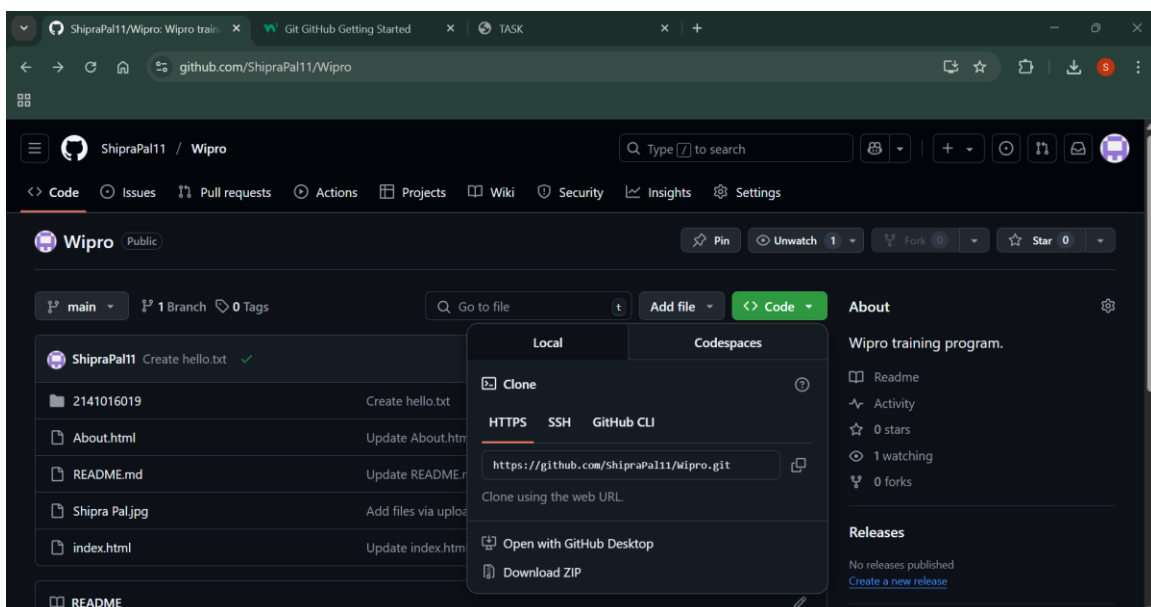 ShipraPal11/Wipro: Wipro traini
Git GitHub Getting Started
TASK
github.com/ShipraPal11/Wipro
S
ShipraPal11 / Wipro
Type / to search
Code Issues Pull requests Actions Projects Wiki Security Insights Settings
Wipro Public
Pin Unwatch 1 Fork 0 Star 0
main 1 Branch 0 Tags
Go to file t
Add file Code
About
Local Codespaces
Wipro training program.
ShipraPal11 Create hello.txt
Clone
Readme
2141016019 Create hello.txt
Activity
HTTPS SSH GitHub CLI
0 stars
About.html Update About.htm
1 watching
https://github.com/ShipraPal11/Wipro.git
README.md Update README.m
0 forks
Clone using the web URL.
Shipra Pal.jpg Add files via uploa
Releases
Open with GitHub Desktop
index.html Update index.htm
No releases published
Download ZIP
Create a new release
README